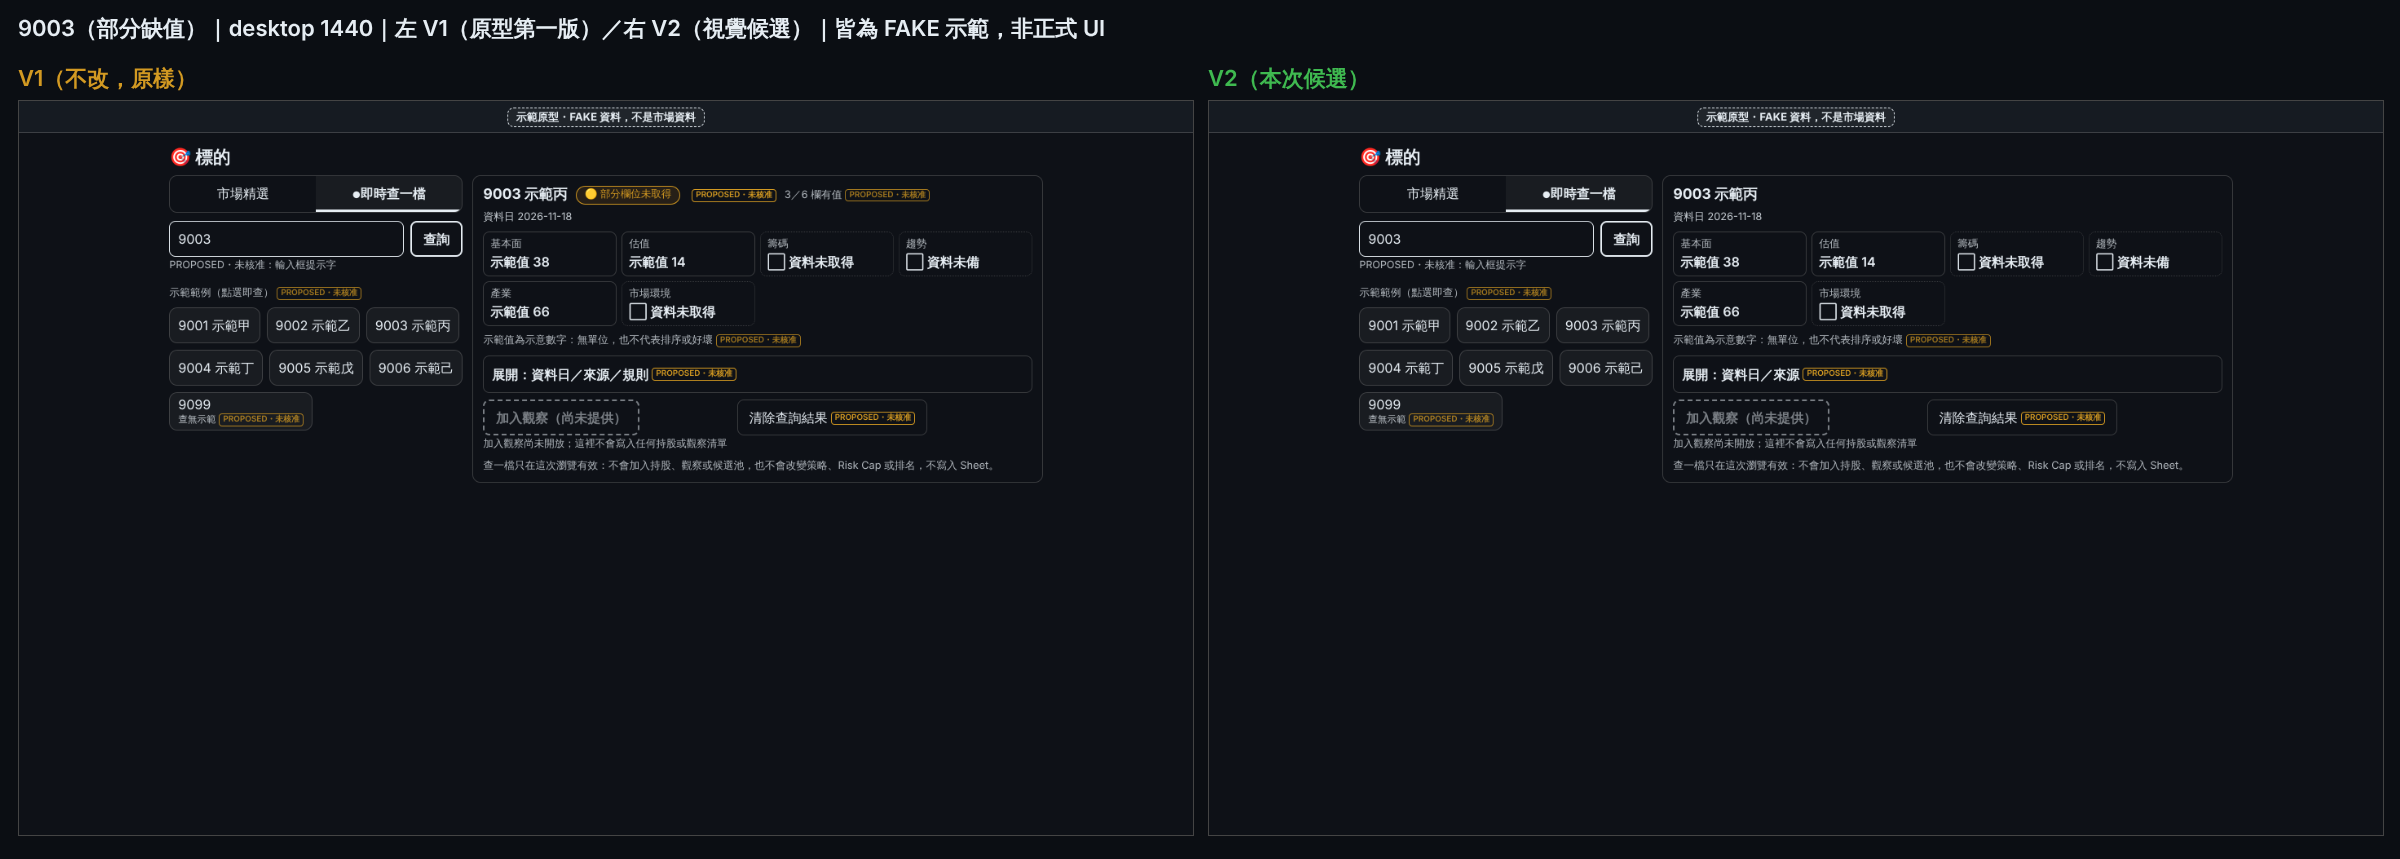 9003（部分缺值）｜desktop 1440｜左 V1（原型第一版）／右 V2（視覺候選）｜皆為 FAKE 示範，非正式 UI
V1（不改，原樣）
示範原型・FAKE 資料，不是市場資料
標的
市場精選
●即時查一檔
9003
查詢
PROPOSED・未核准：輸入框提示字
示範範例（點選即查） PROPOSED・未核准
9001 示範甲
9002 示範乙
9003 示範丙
9004 示範丁
9005 示範戊
9006 示範己
9099
查無示範 PROPOSED・未核准
9003 示範丙 部分欄位未取得 PROPOSED・未核准 3／6 欄有值 PROPOSED・未核准
資料日 2026-11-18
基本面
示範值 38
估值
示範值 14
籌碼
資料未取得
趨勢
資料未備
產業
示範值 66
市場環境
資料未取得
示範值為示意數字：無單位，也不代表排序或好壞 PROPOSED・未核准
展開：資料日／來源／規則 PROPOSED・未核准
加入觀察（尚未提供）
清除查詢結果 PROPOSED・未核准
加入觀察尚未開放；這裡不會寫入任何持股或觀察清單
查一檔只在這次瀏覽有效：不會加入持股、觀察或候選池，也不會改變策略、Risk Cap 或排名，不寫入 Sheet。
V2（本次候選）
示範原型・FAKE 資料，不是市場資料
標的
市場精選
●即時查一檔
9003
查詢
PROPOSED・未核准：輸入框提示字
示範範例（點選即查） PROPOSED・未核准
9001 示範甲
9002 示範乙
9003 示範丙
9004 示範丁
9005 示範戊
9006 示範己
9099
查無示範 PROPOSED・未核准
9003 示範丙
資料日 2026-11-18
基本面
示範值 38
估值
示範值 14
籌碼
資料未取得
趨勢
資料未備
產業
示範值 66
市場環境
資料未取得
示範值為示意數字：無單位，也不代表排序或好壞 PROPOSED・未核准
展開：資料日／來源 PROPOSED・未核准
加入觀察（尚未提供）
清除查詢結果 PROPOSED・未核准
加入觀察尚未開放；這裡不會寫入任何持股或觀察清單
查一檔只在這次瀏覽有效：不會加入持股、觀察或候選池，也不會改變策略、Risk Cap 或排名，不寫入 Sheet。